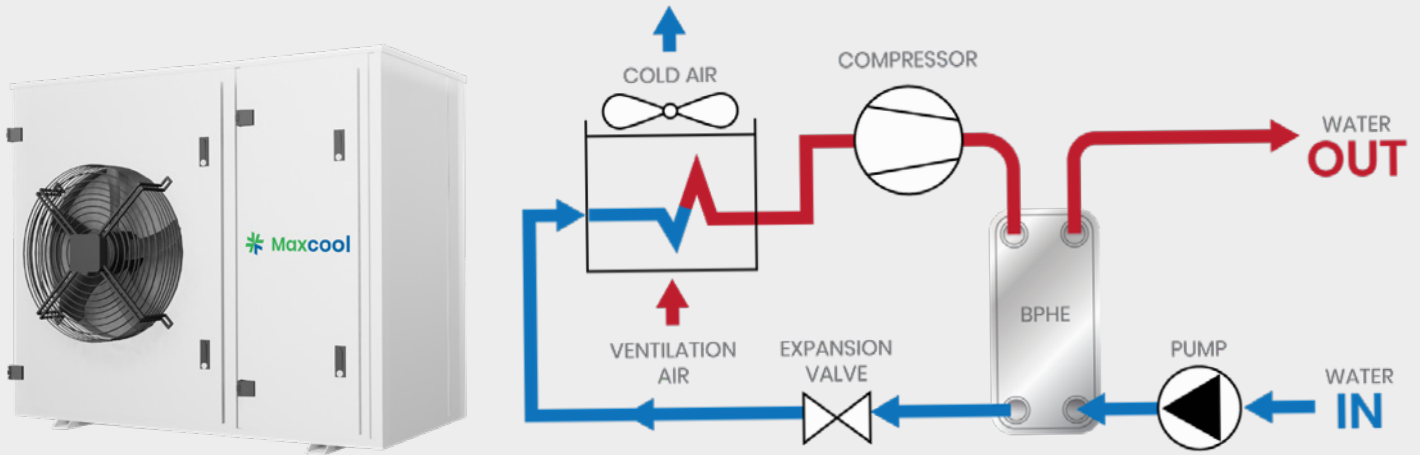 Maxcool
COLD AIR
COMPRESSOR
WATER
OUT
BPHE
VENTILATION
AIR
EXPANSION
VALVE
PUMP
WATER
IN